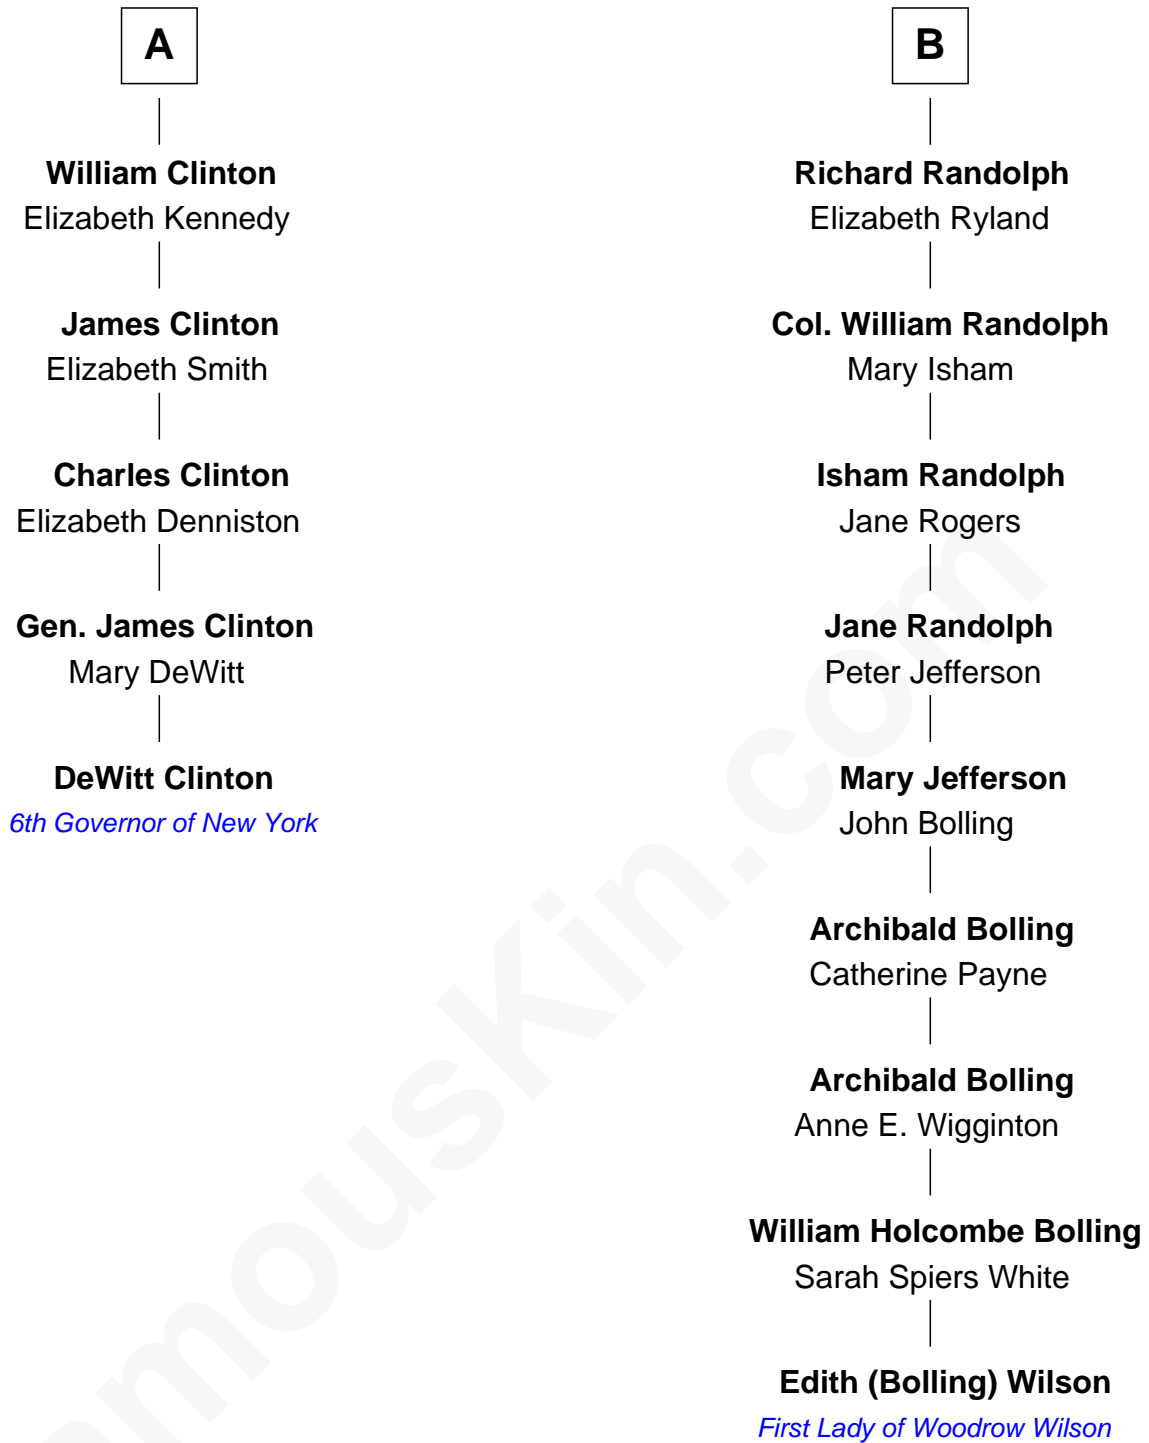 A
William Clinton
Elizabeth Kennedy
James Clinton
Elizabeth Smith
Charles Clinton
Elizabeth Denniston
Gen. James Clinton
Mary DeWitt
DeWitt Clinton
6th Governor of New York
B
Richard Randolph
Elizabeth Ryland
Col. William Randolph
Mary Isham
Isham Randolph
Jane Rogers
Jane Randolph
Peter Jefferson
Mary Jefferson
John Bolling
Archibald Bolling
Catherine Payne
Archibald Bolling
Anne E. Wigginton
William Holcombe Bolling
Sarah Spiers White
Edith (Bolling) Wilson
First Lady of Woodrow Wilson
amouskin.com